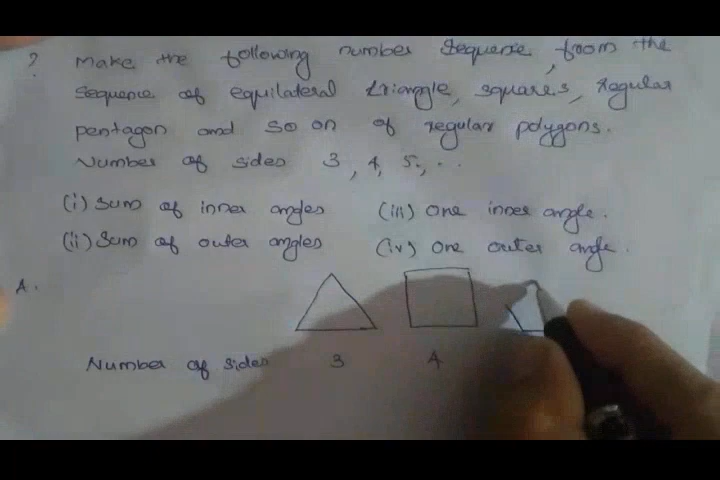 ? Make the following number sequence, from the
sequence of equilateral triangle, squares, regular
pentagon and so on of regular polygons.
Number of sides 3, 4, 5, ...
(i) Sum of inner angles (iii) One inner angle.
(ii) Sum of outer angles (iv) One outer angle.
A.
Number of sides 3 4